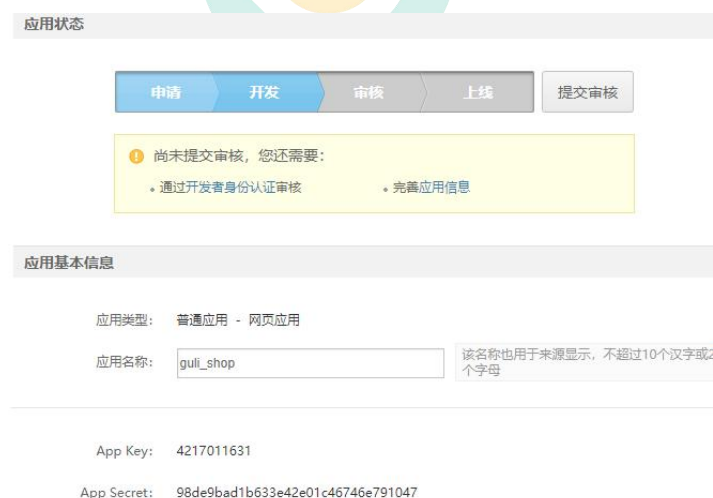 应用状态
申请 开发 审核 上线 提交审核
尚未提交审核，您还需要：
通过开发者身份认证审核 完善应用信息
应用基本信息
应用类型： 普通应用 - 网页应用
应用名称： guli_shop 该名称也用于来源显示，不超过10个汉字或2
个字母
App Key: 4217011631
App Secret: 98de9bad1b633e42e01c46746e791047